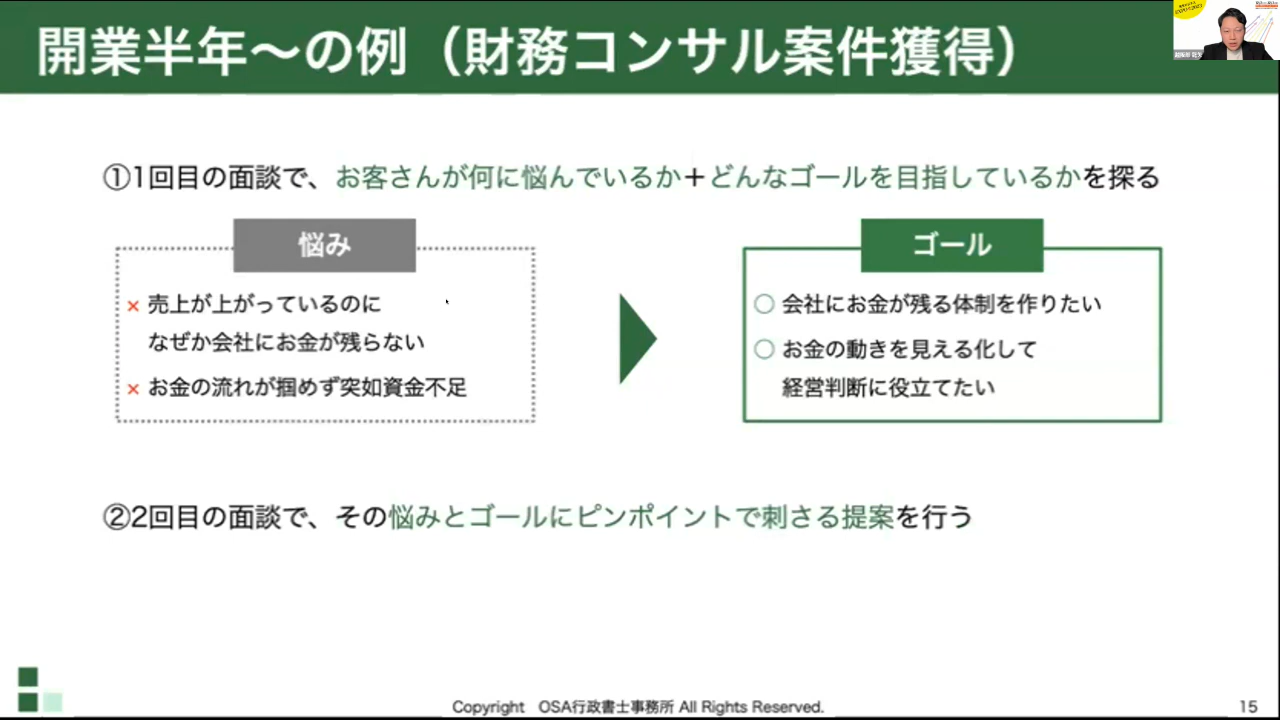 開業半年～の例（財務コンサル案件獲得）
①1回目の面談で、お客さんが何に悩んでいるか＋どんなゴールを目指しているかを探る
悩み
× 売上が上がっているのに
なぜか会社にお金が残らない
× お金の流れが掴めず突如資金不足
ゴール
○ 会社にお金が残る体制を作りたい
○ お金の動きを見える化して
経営判断に役立てたい
②2回目の面談で、その悩みとゴールにピンポイントで刺さる提案を行う
Copyright OSA行政書士事務所 All Rights Reserved.
15